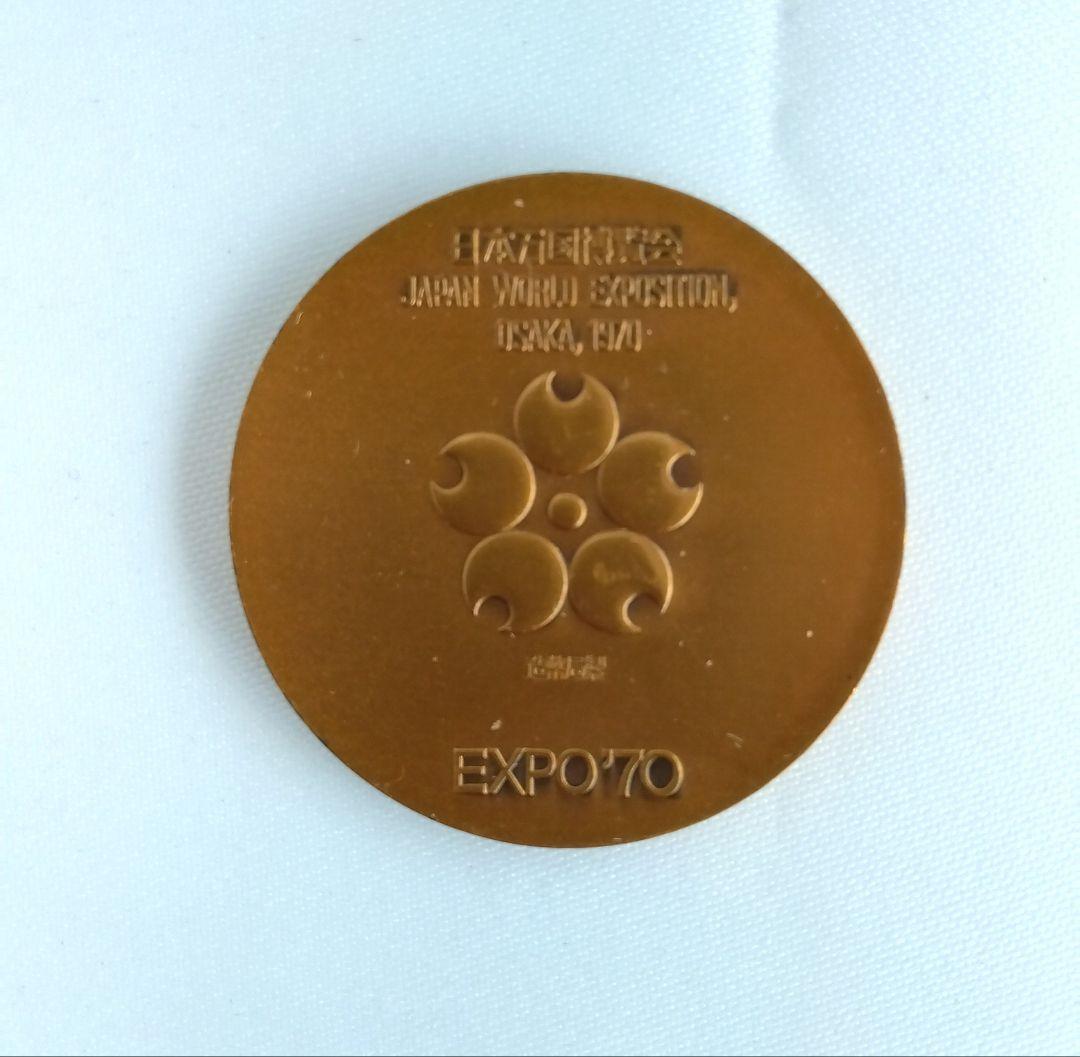 日本万国博覧会
JAPAN WORLD EXPOSITION,
OSAKA, 1970
EXPO'70